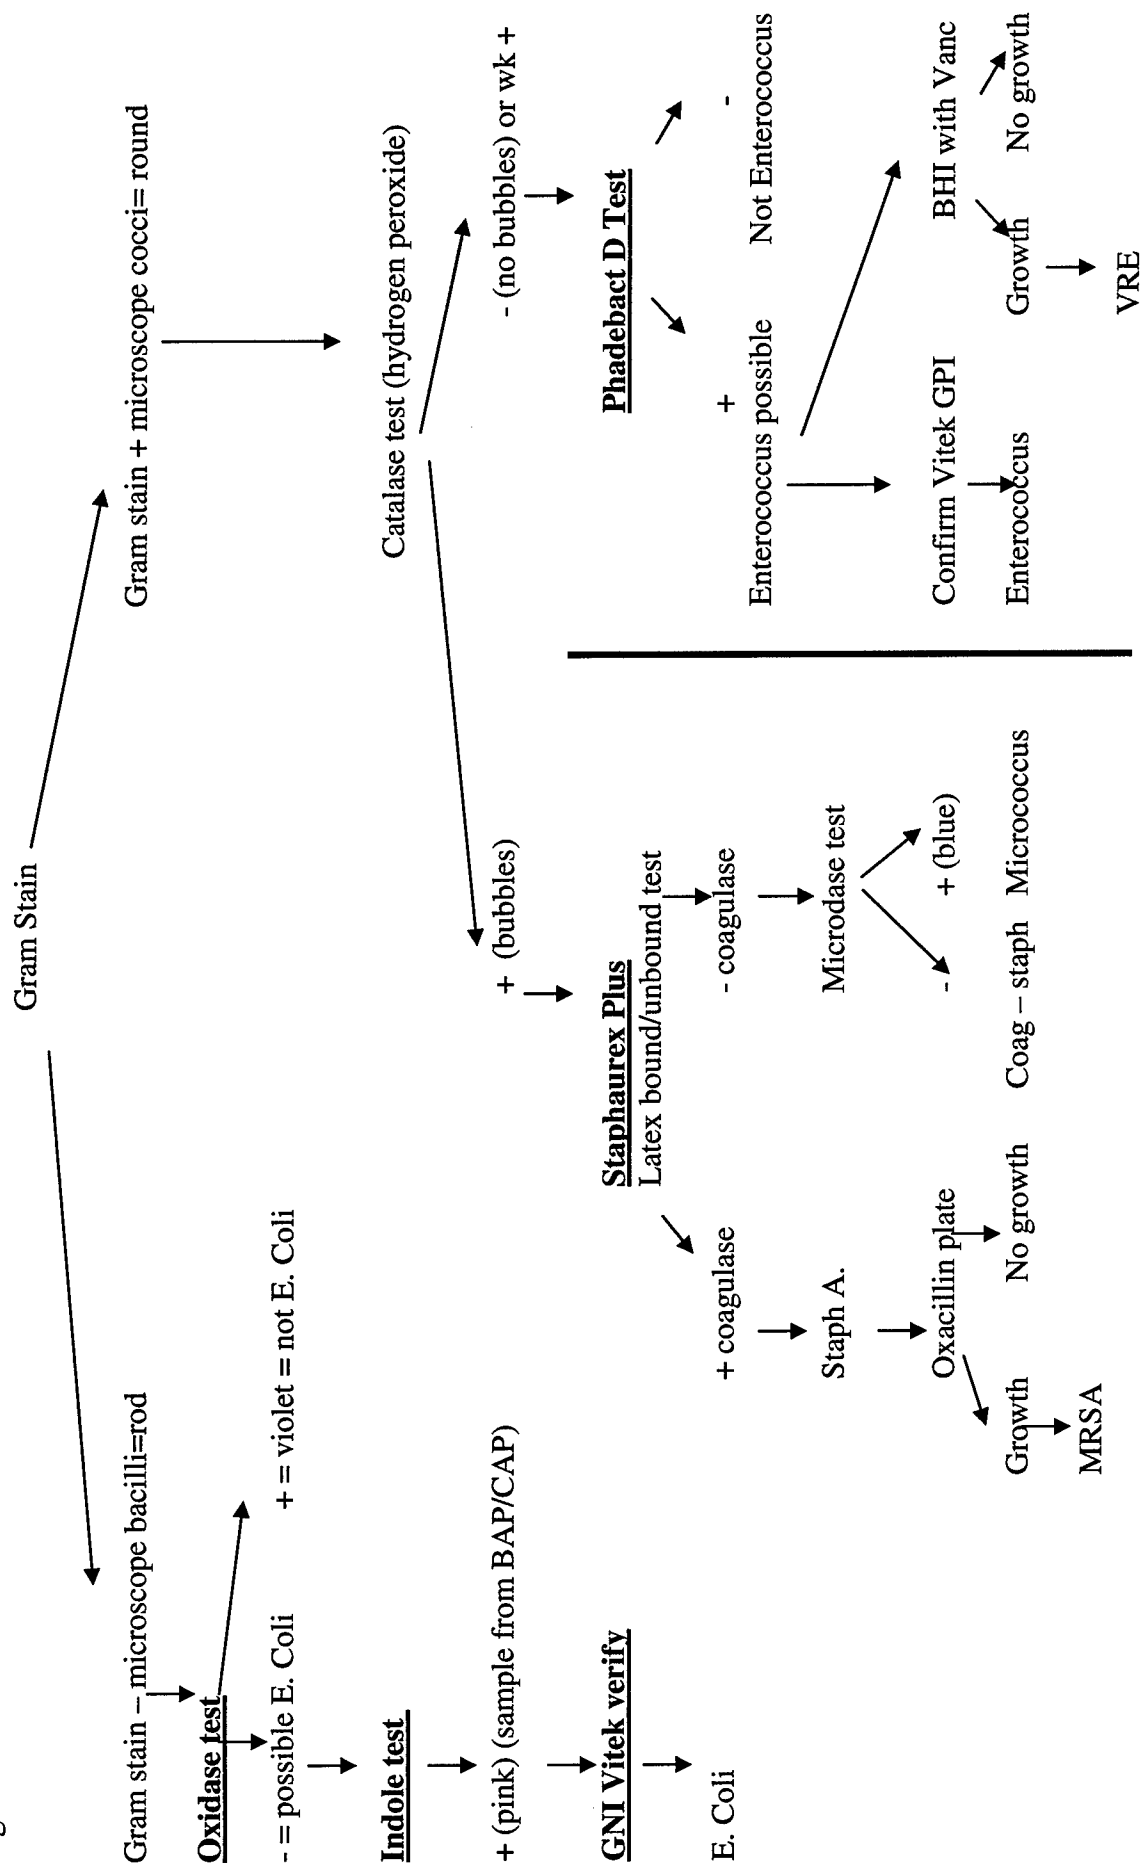 Gram Stain
Gram stain – microscope bacilli=rod
Gram stain + microscope cocci= round
Oxidase test
- = possible E. Coli
+ = violet = not E. Coli
Indole test
+ (pink) (sample from BAP/CAP)
GNI Vitek verify
E. Coli
Catalase test (hydrogen peroxide)
+ (bubbles)
- (no bubbles) or wk +
Staphaurex Plus
Latex bound/unbound test
+ coagulase
- coagulase
Staph A.
Microdase test
Oxacillin plate
-
+ (blue)
Growth
No growth
Coag – staph
Micrococcus
MRSA
Phadebact D Test
+
-
Enterococcus possible
Not Enterococcus
Confirm Vitek GPI
BHI with Vanc
Enterococcus
Growth
No growth
VRE